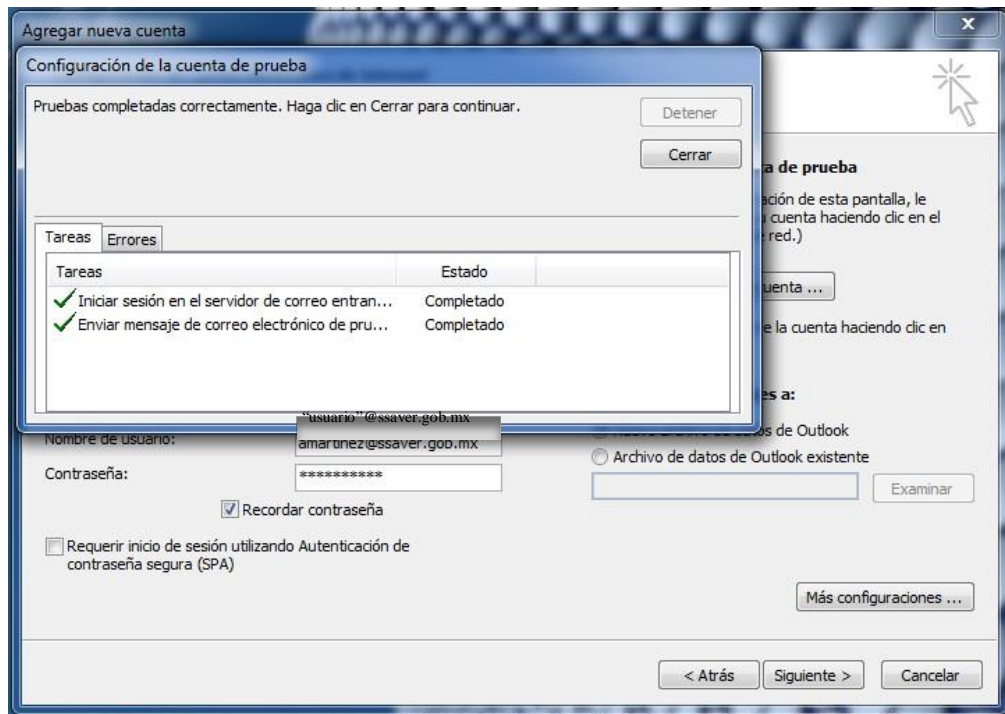 Agregar nueva cuenta
Configuración de la cuenta de prueba
Pruebas completadas correctamente. Haga clic en Cerrar para continuar.
Detener
Cerrar
Tareas
Errores
Tareas Estado
Iniciar sesión en el servidor de correo entran... Completado
Enviar mensaje de correo electrónico de pru... Completado
a de prueba
ación de esta pantalla, le
cuenta haciendo clic en el
red.)
uenta ...
e la cuenta haciendo clic en
es a:
"usuario"@ssaver.gob.mx
Nombre de usuario:
amartinez@ssaver.gob.mx
Contraseña:
**********
Recordar contraseña
Requerir inicio de sesión utilizando Autenticación de
contraseña segura (SPA)
de Outlook
Archivo de datos de Outlook existente
Examinar
Más configuraciones ...
< Atrás
Siguiente >
Cancelar